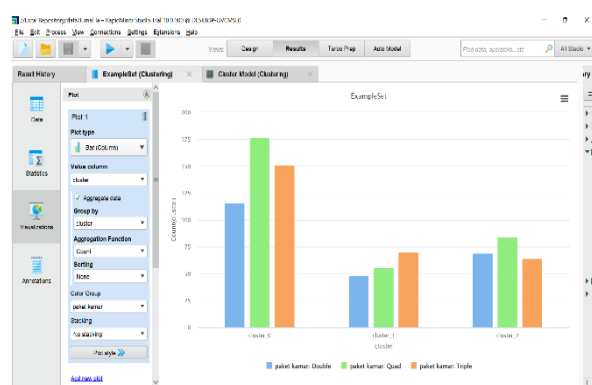 File Edit Process View Connections Settings Extensions Help
Views:
Design
Results
Turbo Prep
Auto Model
Find data, operators...etc
All Studio
Result History
ExampleSet (Clustering)
Cluster Model (Clustering)
Data
Statistics
Visualizations
Annotations
Plot
Plot 1
Plot type
Bar (Column)
Value column
cluster
Aggregate data
Group by
cluster
Aggregation Function
Count
Sorting
None
Color Group
paket kamar
Stacking
No stacking
Plot style
Add new plot
ExampleSet
200
175
150
125
100
75
50
25
0
cluster_0
cluster_1
cluster_2
cluster
paket kamar: Double
paket kamar: Quad
paket kamar: Triple